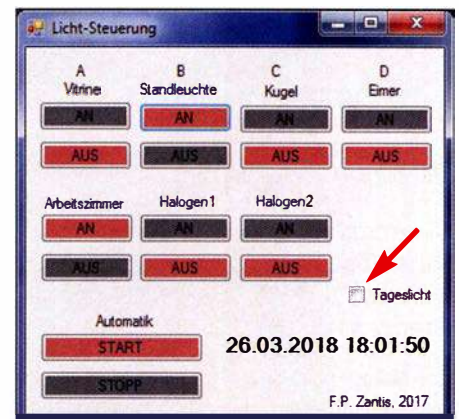 Licht-Steuerung
A B C D
Vitrine Standleuchte Kugel Eimer
AN AN AN AN
AUS AUS AUS AUS
Arbeitszimmer Halogen1 Halogen2
AN AN AN
AUS AUS AUS
Tageslicht
Automatik
START
26.03.2018 18:01:50
STOPP
F.P. Zantis, 2017